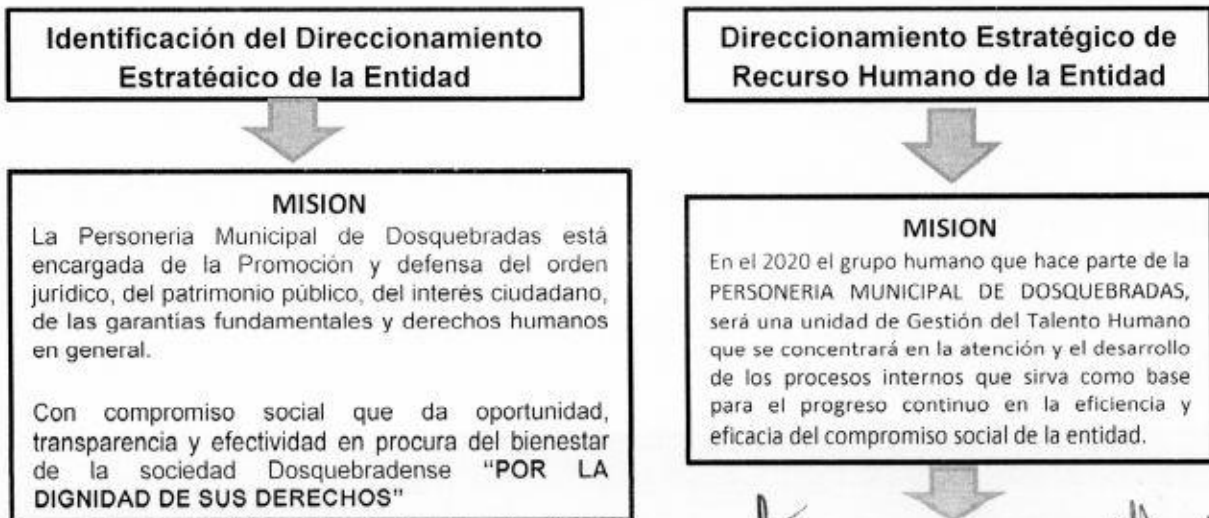 Identificación del Direccionamiento
Estratégico de la Entidad
MISION
La Personeria Municipal de Dosquebradas está
encargada de la Promoción y defensa del orden
jurídico, del patrimonio público, del interés ciudadano,
de las garantías fundamentales y derechos humanos
en general.
Con compromiso social que da oportunidad,
transparencia y efectividad en procura del bienestar
de la sociedad Dosquebradense "POR LA
DIGNIDAD DE SUS DERECHOS"
Direccionamiento Estratégico de
Recurso Humano de la Entidad
MISION
En el 2020 el grupo humano que hace parte de la
PERSONERIA MUNICIPAL DE DOSQUEBRADAS,
será una unidad de Gestión del Talento Humano
que se concentrará en la atención y el desarrollo
de los procesos internos que sirva como base
para el progreso continuo en la eficiencia y
eficacia del compromiso social de la entidad.